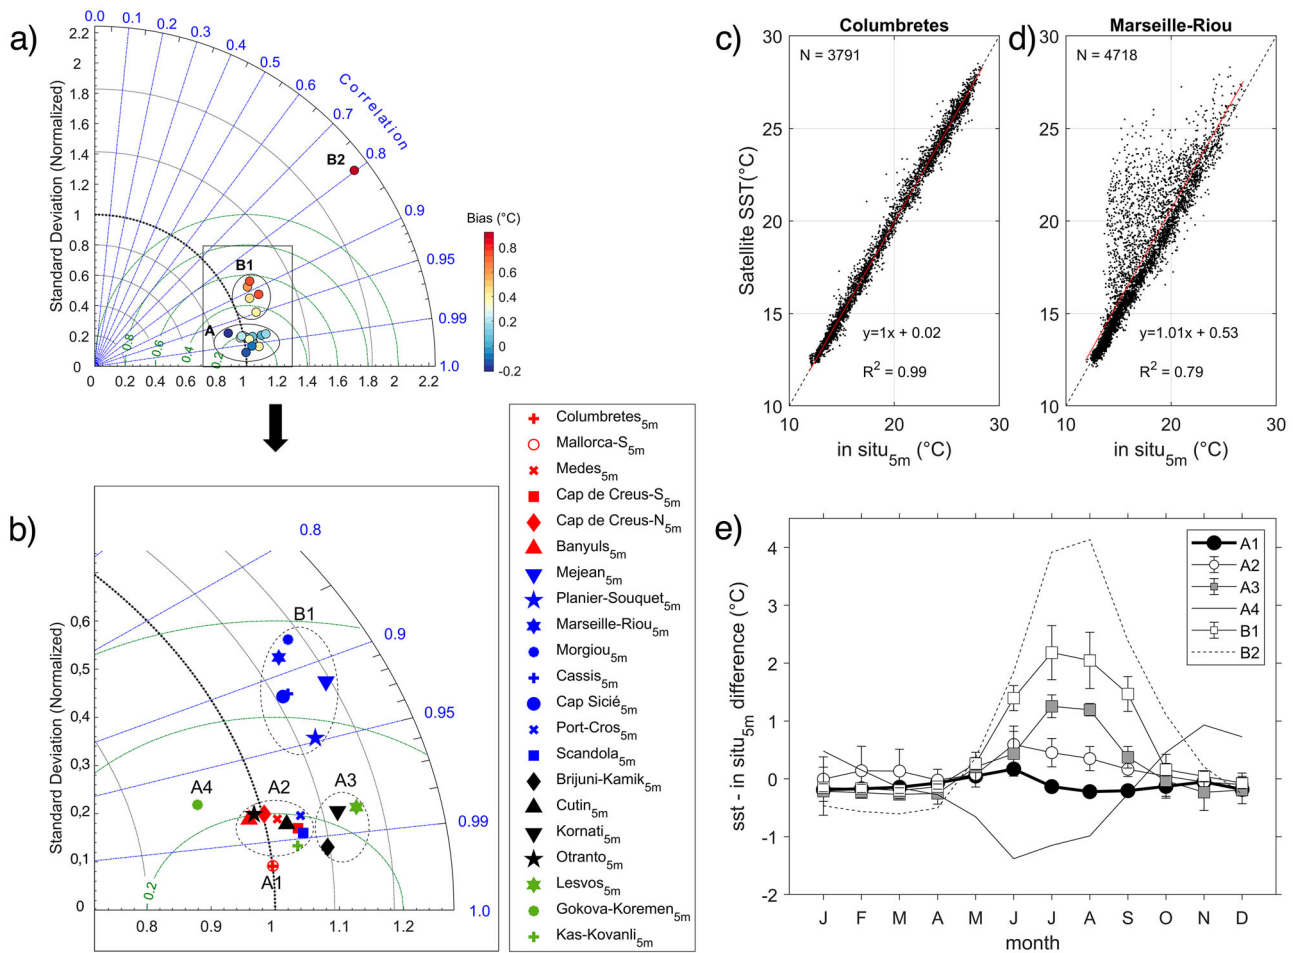 a)
Standard Deviation (Normalized)
2.2
2
1.8
1.6
1.4
1.2
1
0.8
0.6
0.4
0.2
0
0.0
0.1
0.2
0.3
0.4
0.5
0.6
0.7
0.8
0.9
0.95
0.99
1.0
Correlation
B2
B1
A
0.8
0.6
0.4
0.2
0
0.2
0.4
0.6
0.8
1.0
1.2
1.4
1.6
1.8
2.0
2.2
Bias (°C)
0.8
0.6
0.4
0.2
0
-0.2
b)
Standard Deviation (Normalized)
0,6
0,5
0,4
0,3
0,2
0,1
0
0.8
0.9
0.95
0.99
1.0
B1
A4
A2
A3
A1
0.2
0.8
0.9
1
1.1
1.2
Columbretes5m
Mallorca-S5m
Medes5m
Cap de Creus-S5m
Cap de Creus-N5m
Banyuls5m
Mejean5m
Planier-Souquet5m
Marseille-Riou5m
Morgiou5m
Cassis5m
Cap Sicié5m
Port-Cros5m
Scandola5m
Brijuni-Kamik5m
Cutin5m
Kornati5m
Otranto5m
Lesvos5m
Gokova-Koremen5m
Kas-Kovanli5m
c)
Columbretes
N = 3791
y=1x + 0.02
R2 = 0.99
Satellite SST(°C)
30
25
20
15
10
10
20
30
in situ5m (°C)
d)
Marseille-Riou
N = 4718
y=1.01x + 0.53
R2 = 0.79
30
25
20
15
10
10
20
30
in situ5m (°C)
e)
sst - in situ5m difference (°C)
4
3
2
1
0
-1
-2
A1
A2
A3
A4
B1
B2
J F M A M J J A S O N D
month